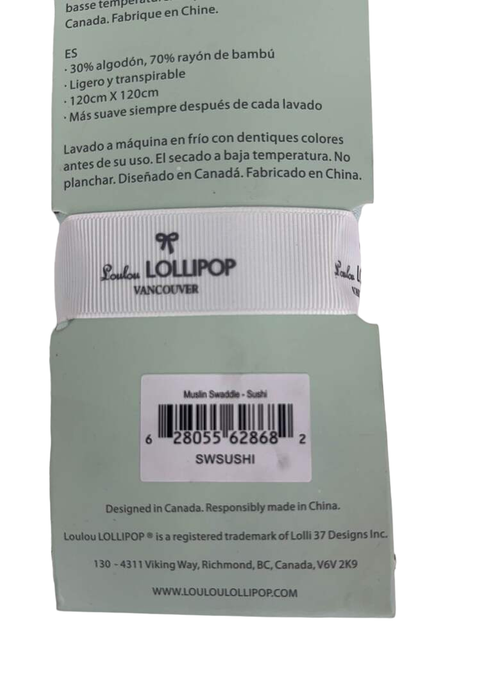 basse
Canada. Fabrique en Chine.
ES
· 30% algodón, 70% rayón de bambú
· Ligero y transpirable
· 120cm X 120cm
· Más suave siempre después de cada lavado
Lavado a máquina en frío con dentiques colores
antes de su uso. El secado a baja temperatura. No
planchar. Diseñado en Canadá. Fabricado en China.
Loulou LOLLIPOP
VANCOUVER
Loulou
Muslin Swaddle - Sushi
6 28055 62868 2
SWSUSHI
Designed in Canada. Responsibly made in China.
Loulou LOLLIPOP ® is a registered trademark of Lolli 37 Designs Inc.
130 - 4311 Viking Way, Richmond, BC, Canada, V6V 2K9
WWW.LOULOULOLLIPOP.COM